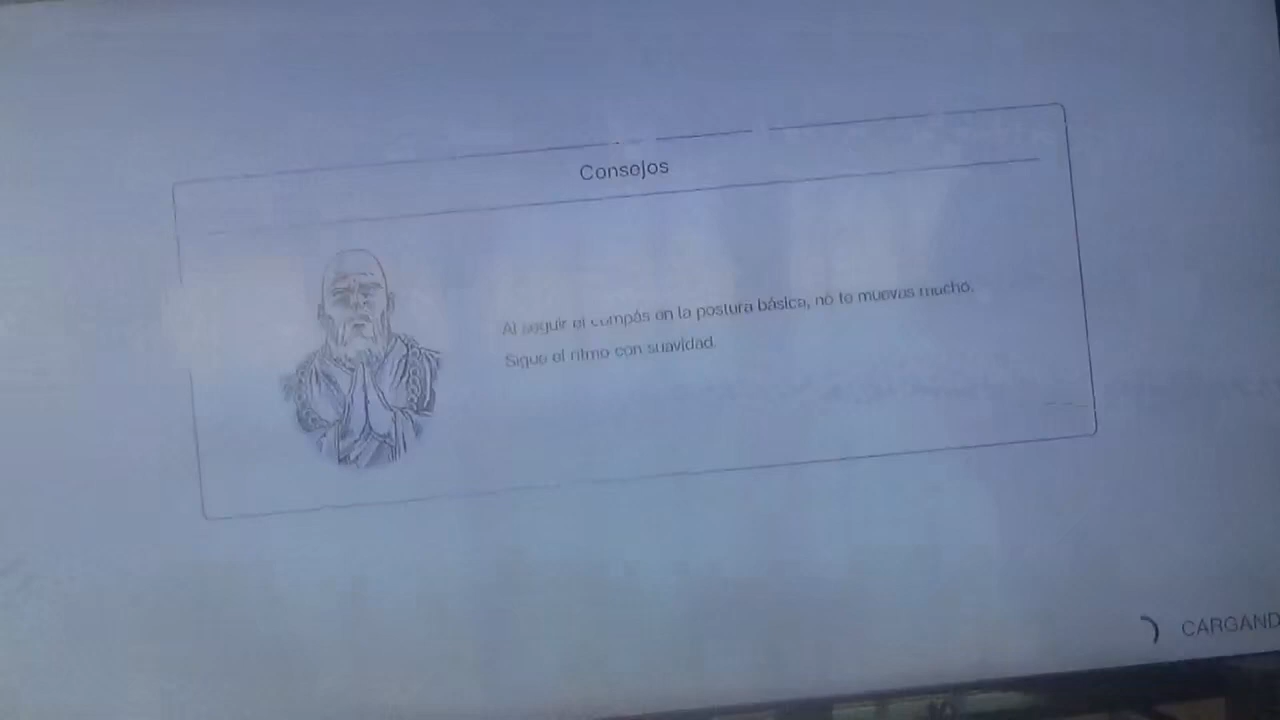 Consejos
Al seguir el compás en la postura básica, no te muevas mucho.
Sigue el ritmo con suavidad.
CARGAND